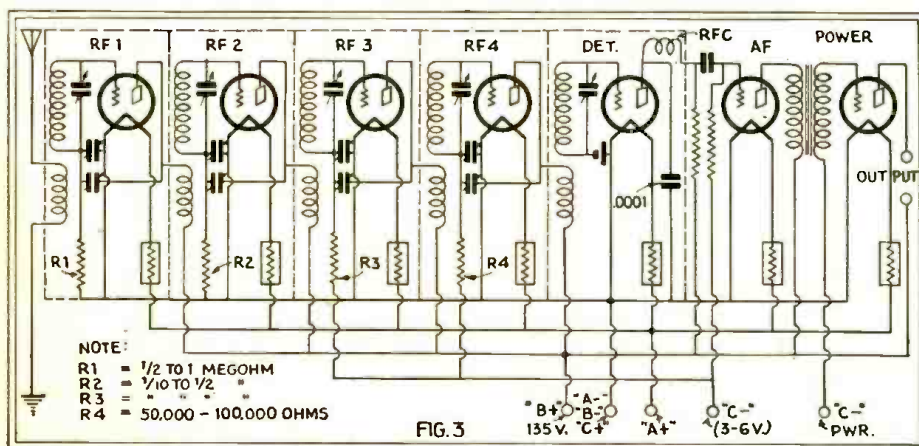 RF 1 RF 2 RF 3 RF 4 DET. RFC AF POWER
.0001
OUT PUT
R1 R2 R3 R4
NOTE:
R1 = 1/2 TO 1 MEGOHM
R2 = 1/10 TO 1/2 "
R3 = " " " "
R4 = 50,000 – 100,000 OHMS
FIG. 3
"B+" 135 V.
"A-" "B-" "C+"
"A+"
"C-" (3-6V.)
"C-" PWR.